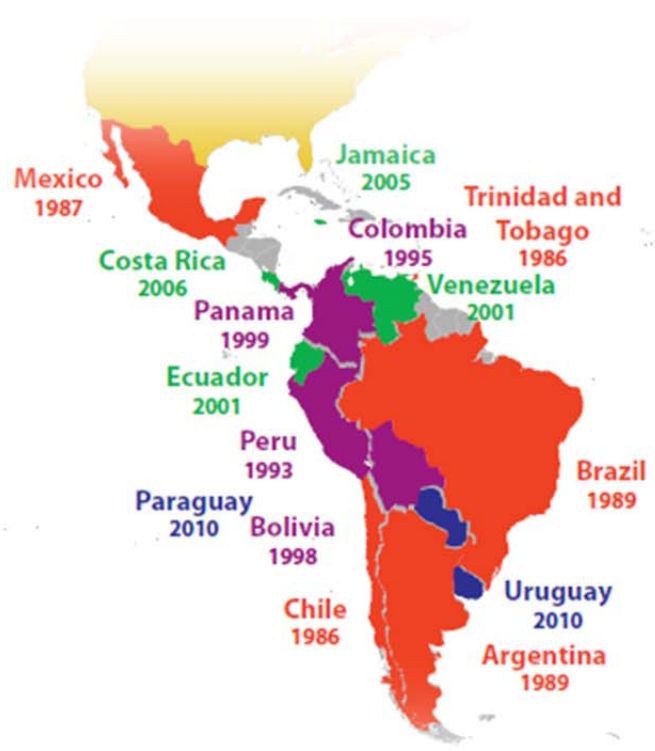 Jamaica
2005
Mexico
1987
Trinidad and
Tobago
1986
Colombia
1995
Costa Rica
2006
Venezuela
2001
Panama
1999
Ecuador
2001
Peru
1993
Brazil
1989
Paraguay
2010
Bolivia
1998
Uruguay
2010
Chile
1986
Argentina
1989